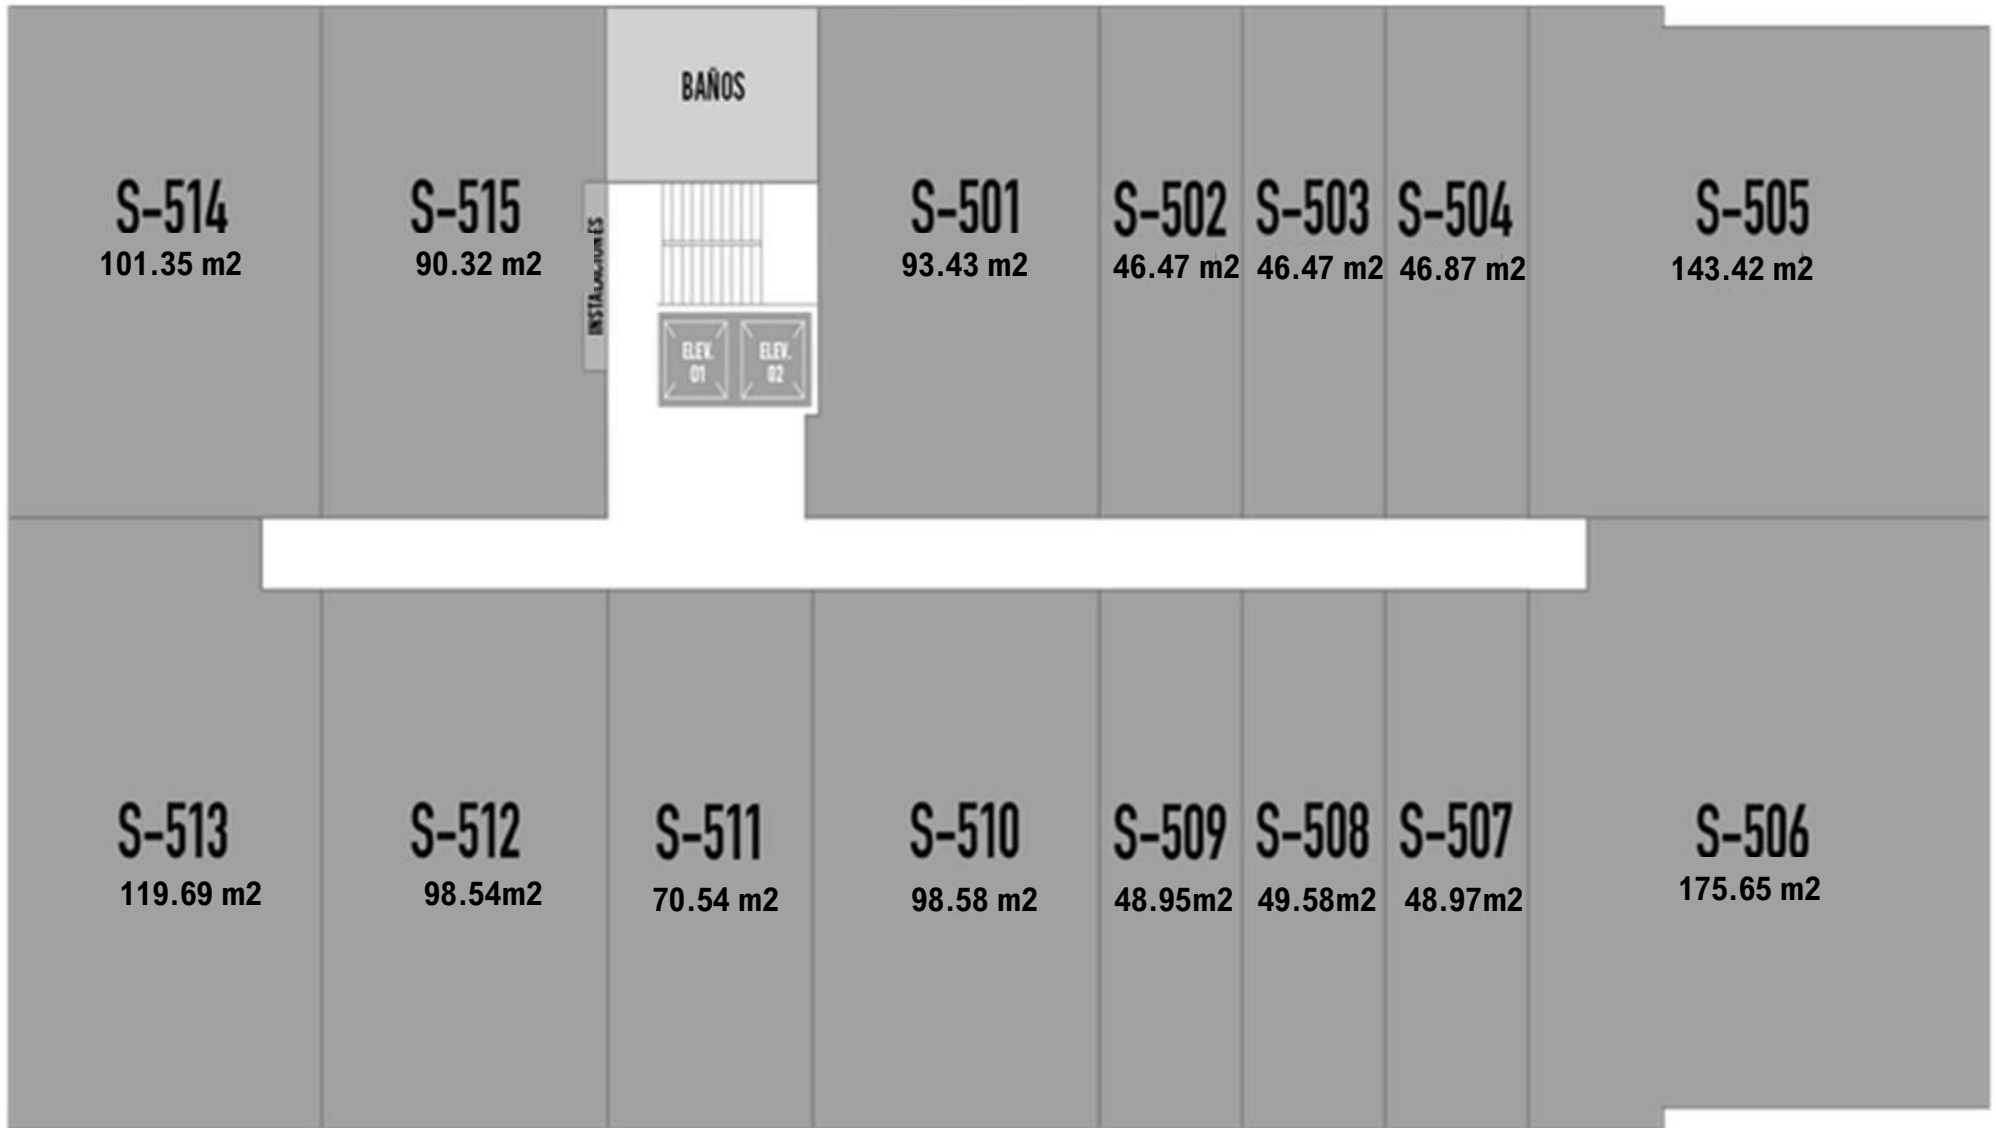 BAÑOS
S-514
101.35 m2
S-515
90.32 m2
INSTALACIONES
ELEV.
01
ELEV.
02
S-501
93.43 m2
S-502
46.47 m2
S-503
46.47 m2
S-504
46.87 m2
S-505
143.42 m2
S-513
119.69 m2
S-512
98.54m2
S-511
70.54 m2
S-510
98.58 m2
S-509
48.95m2
S-508
49.58m2
S-507
48.97m2
S-506
175.65 m2